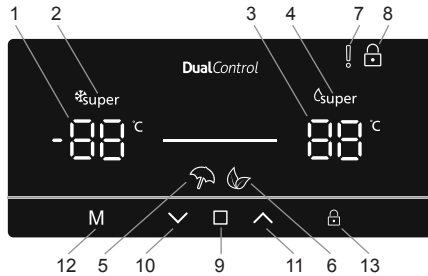 1 2 3 4 7 8
DualControl
super super
-88 °C 88 °C
M
12 5 10 9 11 6 13